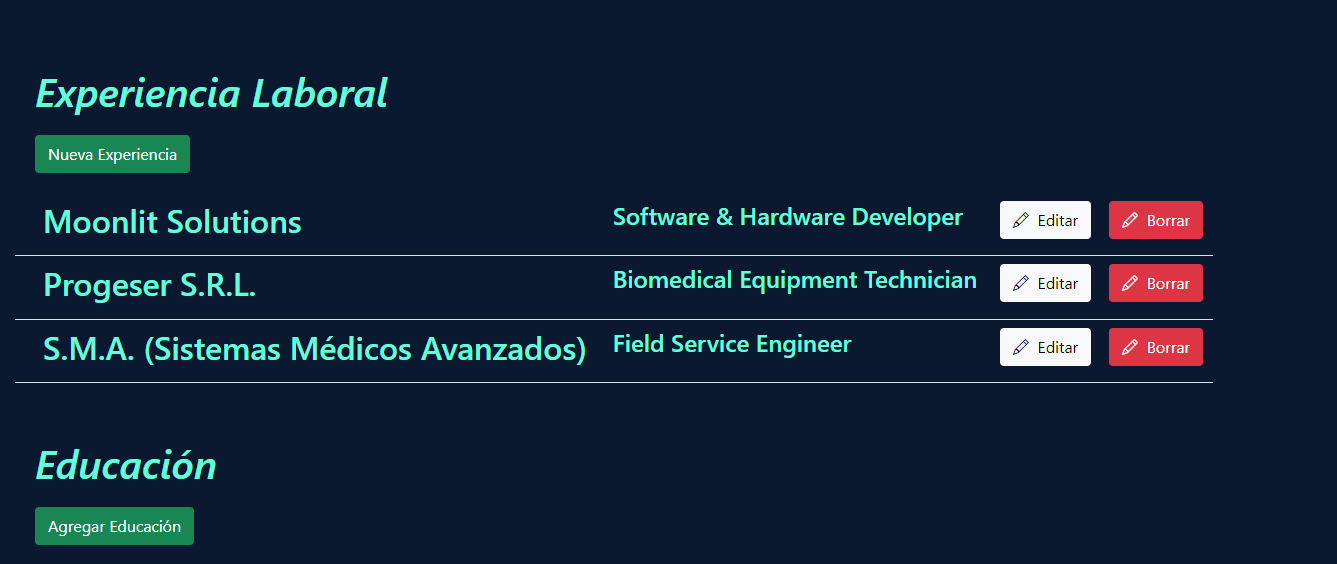 Experiencia Laboral
Nueva Experiencia
Moonlit Solutions Software & Hardware Developer Editar Borrar
Progeser S.R.L. Biomedical Equipment Technician Editar Borrar
S.M.A. (Sistemas Médicos Avanzados) Field Service Engineer Editar Borrar
Educación
Agregar Educación